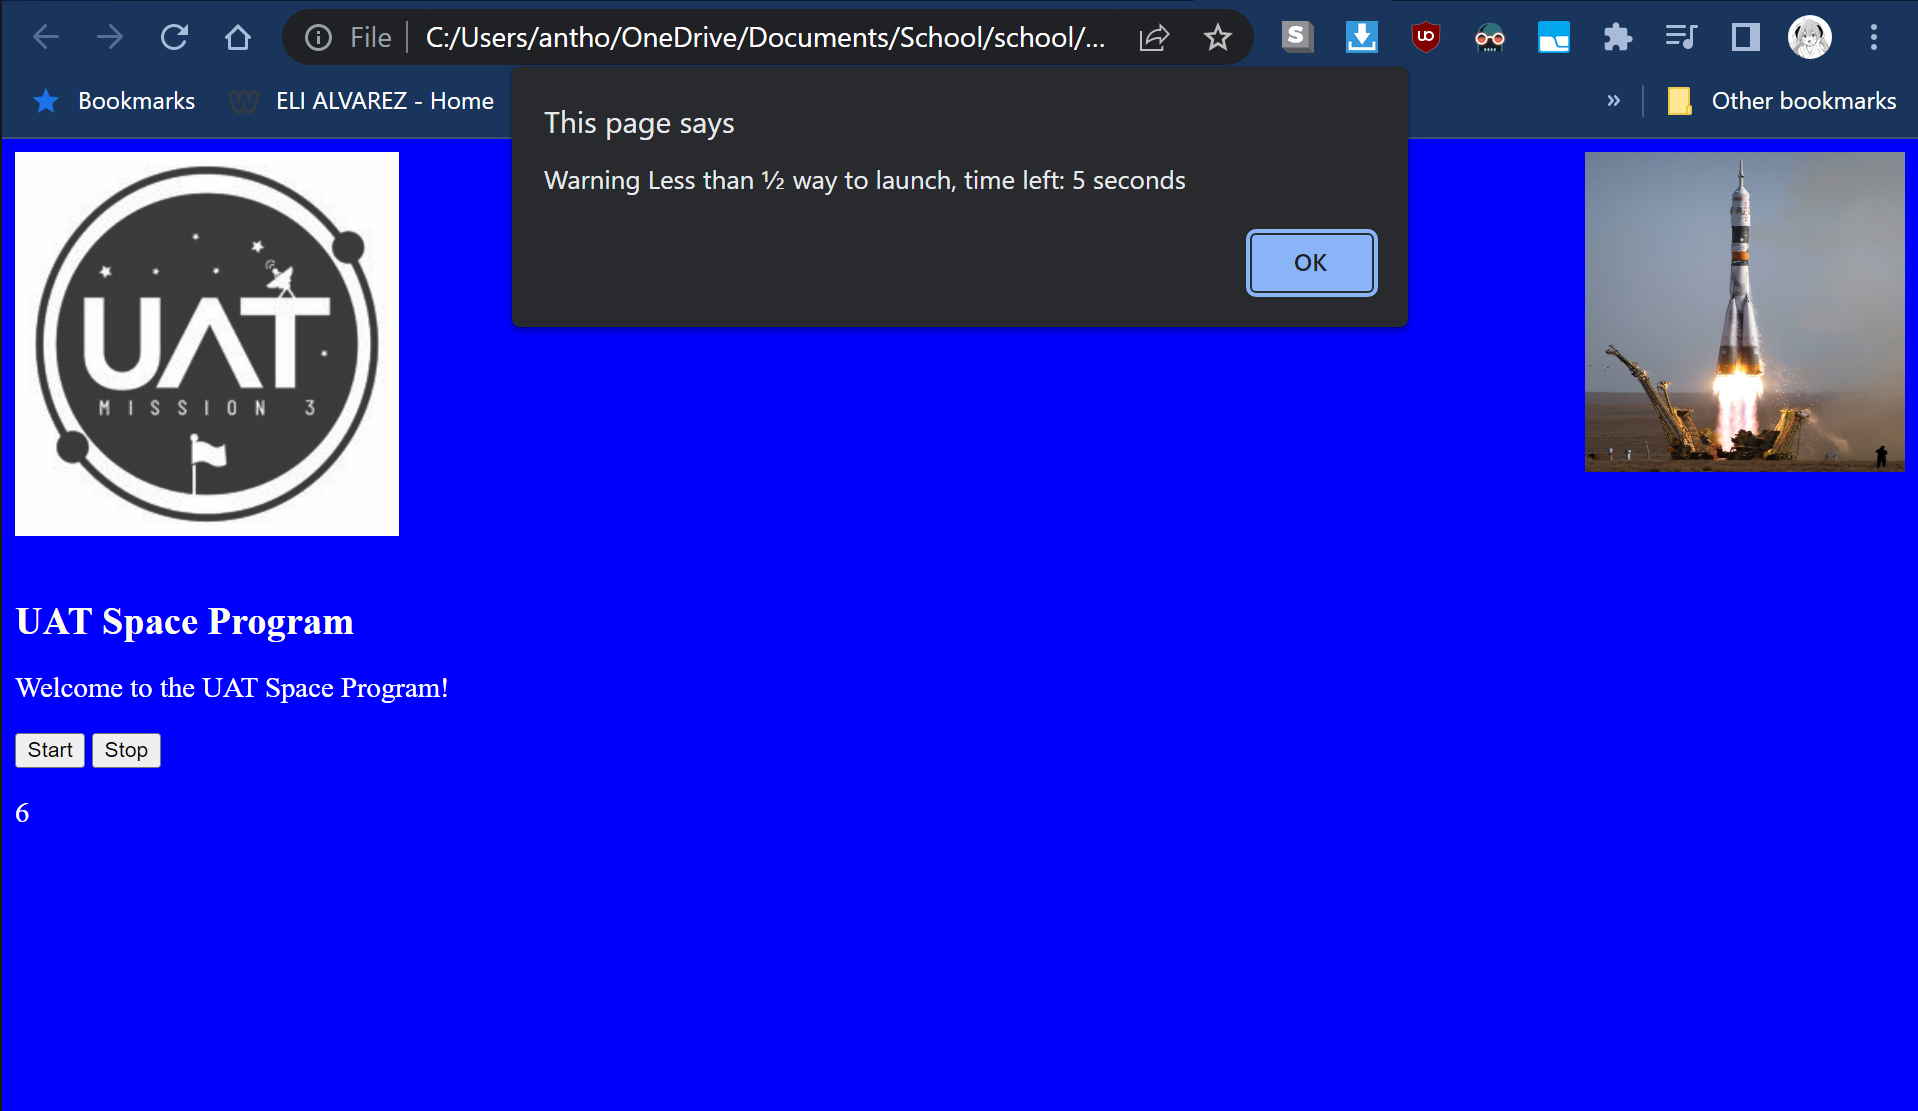 File
C:/Users/antho/OneDrive/Documents/School/school/...
S
Bookmarks
ELI ALVAREZ - Home
»
Other bookmarks
This page says
Warning Less than ½ way to launch, time left: 5 seconds
OK
UAT
MISSION 3
UAT Space Program
Welcome to the UAT Space Program!
Start Stop
6